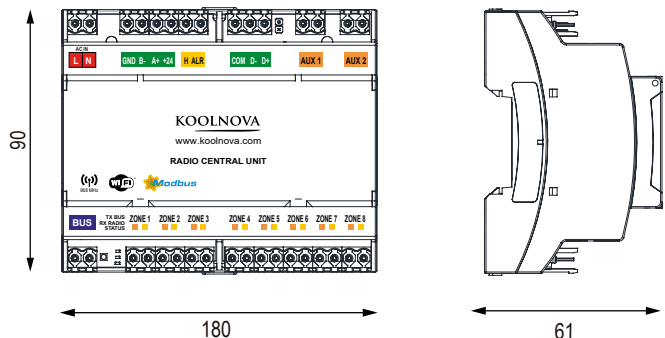 AC IN
L N GND B- A+ +24 H ALR COM D- D+ AUX 1 AUX 2
KOOLNOVA
www.koolnova.com
RADIO CENTRAL UNIT
868 MHz WiFi Modbus
BUS
TX BUS
RX RADIO
STATUS
ZONE 1 ZONE 2 ZONE 3 ZONE 4 ZONE 5 ZONE 6 ZONE 7 ZONE 8
90
180
61